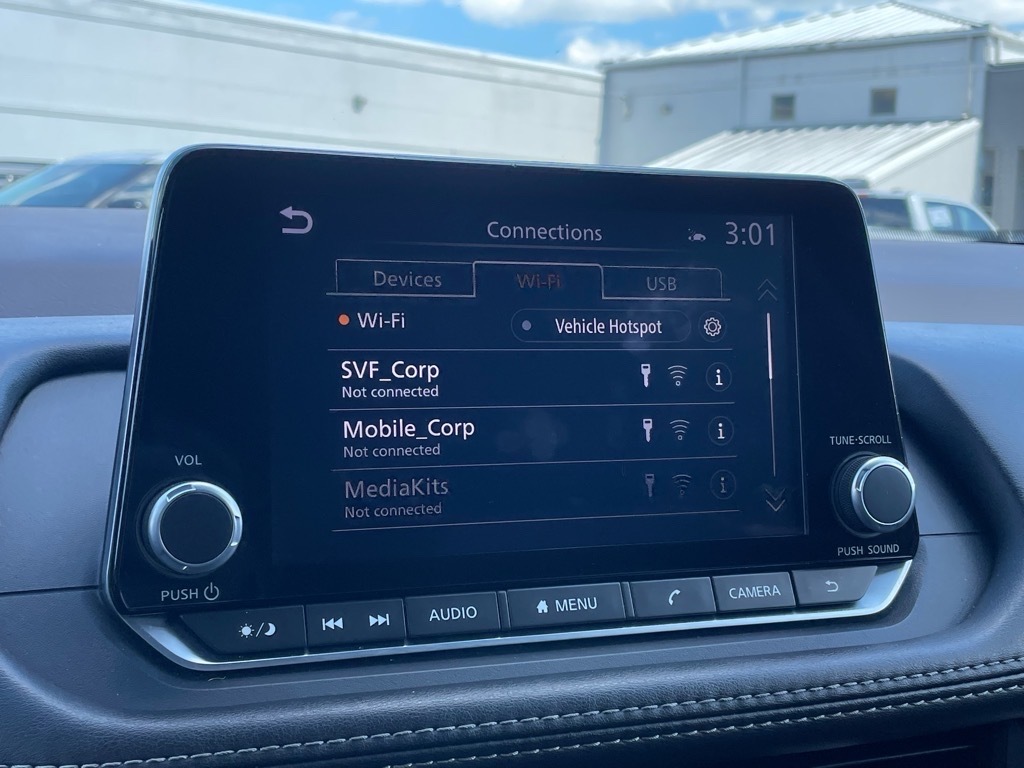 Connections
3:01
Devices
Wi-Fi
USB
Wi-Fi
Vehicle Hotspot
SVF_Corp
Not connected
i
Mobile_Corp
Not connected
i
MediaKits
Not connected
i
VOL
PUSH
TUNE·SCROLL
PUSH SOUND
AUDIO
MENU
CAMERA